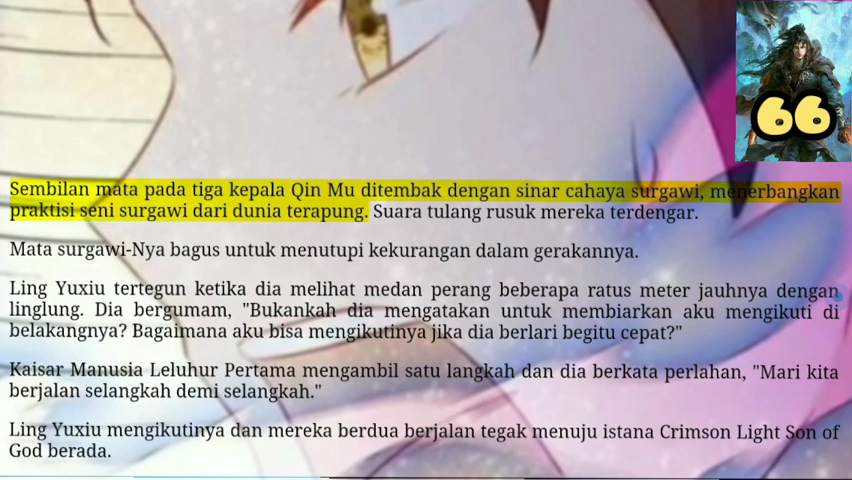 66
Sembilan mata pada tiga kepala Qin Mu ditembak dengan sinar cahaya surgawi, menerbangkan
praktisi seni surgawi dari dunia terapung. Suara tulang rusuk mereka terdengar.
Mata surgawi-Nya bagus untuk menutupi kekurangan dalam gerakannya.
Ling Yuxiu tertegun ketika dia melihat medan perang beberapa ratus meter jauhnya dengan
linglung. Dia bergumam, "Bukankah dia mengatakan untuk membiarkan aku mengikuti di
belakangnya? Bagaimana aku bisa mengikutinya jika dia berlari begitu cepat?"
Kaisar Manusia Leluhur Pertama mengambil satu langkah dan dia berkata perlahan, "Mari kita
berjalan selangkah demi selangkah."
Ling Yuxiu mengikutinya dan mereka berdua berjalan tegak menuju istana Crimson Light Son of
God berada.